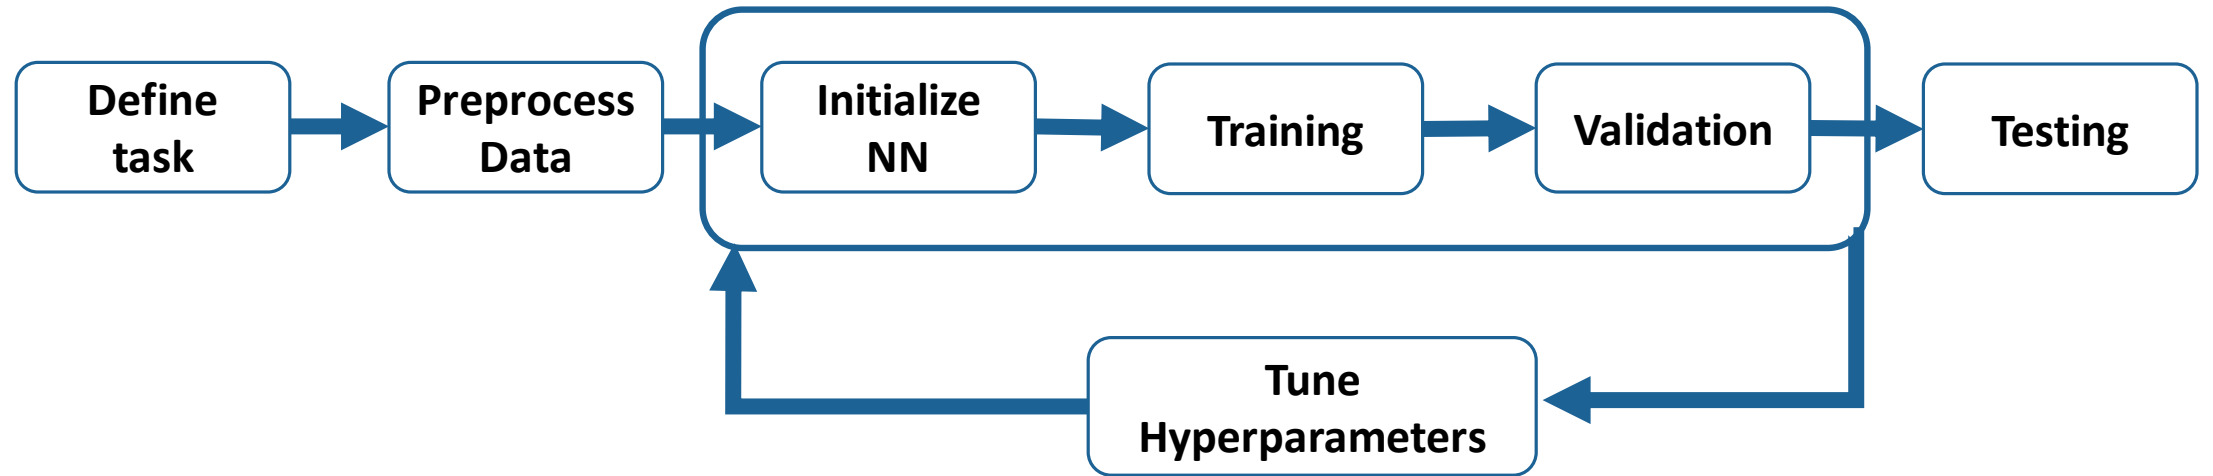 Define
task
Preprocess
Data
Initialize
NN
Training
Validation
Testing
Tune
Hyperparameters